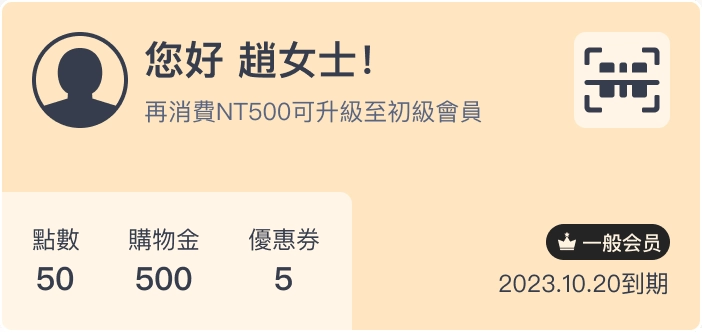 您好 趙女士!
再消費NT500可升級至初級會員
點數 購物金 優惠券
50 500 5
一般会员
2023.10.20到期